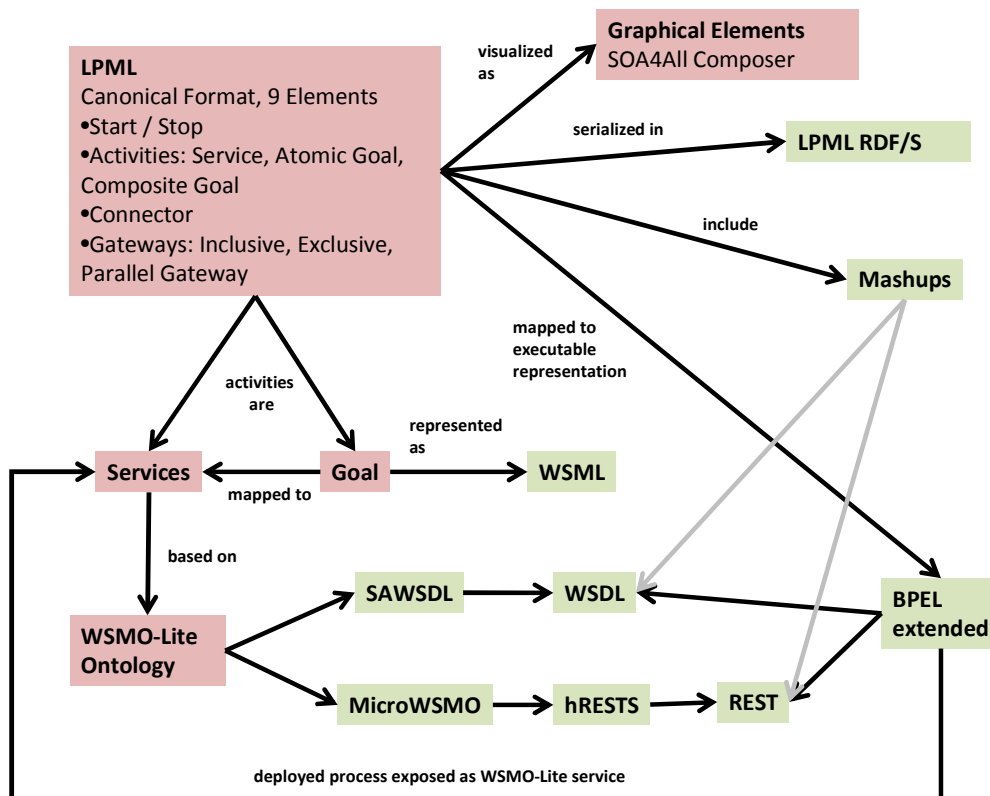 Graphical Elements
SOA4All Composer
visualized
as
LPML
Canonical Format, 9 Elements
•Start / Stop
•Activities: Service, Atomic Goal,
Composite Goal
•Connector
•Gateways: Inclusive, Exclusive,
Parallel Gateway
serialized in
LPML RDF/S
include
Mashups
mapped to
executable
representation
activities
are
represented
as
Services
mapped to
Goal
WSML
based on
SAWSDL
WSDL
BPEL
extended
WSMO-Lite
Ontology
MicroWSMO
hRESTS
REST
deployed process exposed as WSMO-Lite service